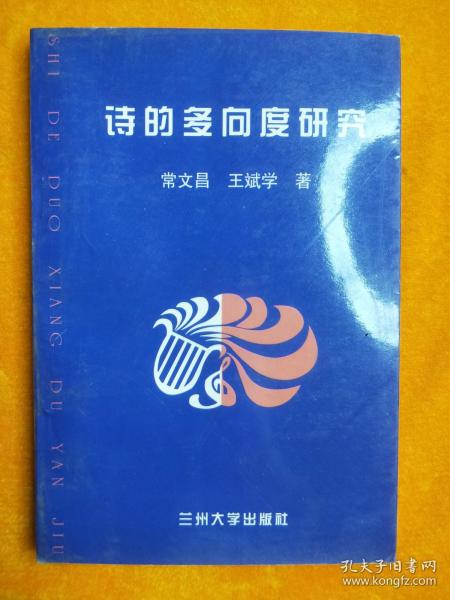 诗的多向度研究
常文昌 王斌学 著
SHI DE DUO XIANG DU YAN JIU
兰州大学出版社
孔夫子旧书网
www.kongfz.com